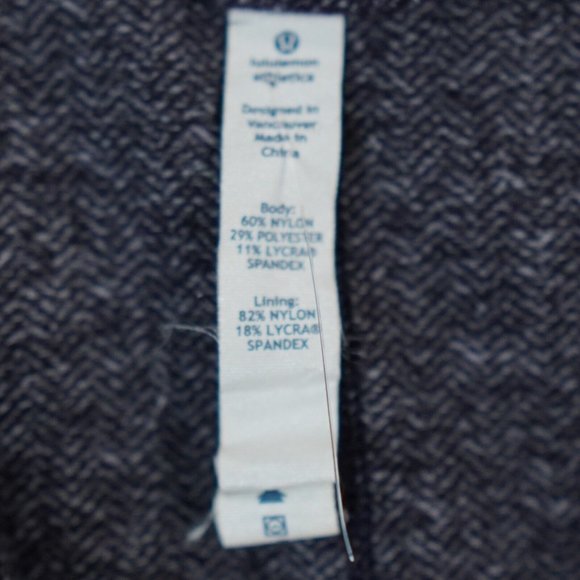 lululemon
athletica
Designed in
Vancouver
Made in
China
Body:
60% NYLON
29% POLYESTER
11% LYCRA®
SPANDEX
Lining:
82% NYLON
18% LYCRA®
SPANDEX